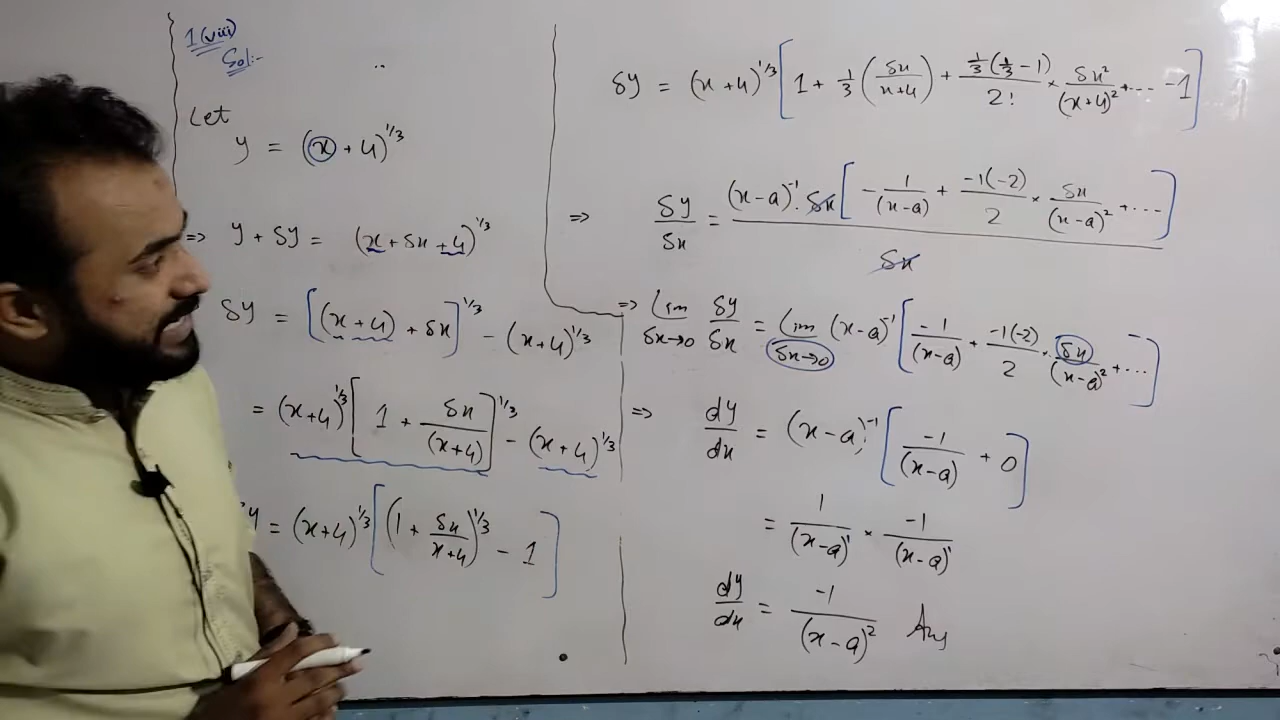 1(viii)
Sol:-
Let
y = (x + 4)^1/3
⇒ y + δy = (x + δx + 4)^1/3
δy = [(x + 4) + δx]^1/3 - (x + 4)^1/3
= (x+4)^1/3 [1 + δx/(x+4)]^1/3 - (x+4)^1/3
y = (x+4)^1/3 [(1 + δx/x+4)^1/3 - 1]
δy = (x+4)^1/3 [1 + 1/3 (δx/x+4) + 1/3(1/3 - 1)/2! × δx²/(x+4)² + ... - 1]
⇒ δy/δx = (x-a)^-1 . δx [-1/(x-a) + -1(-2)/2 × δx/(x-a)² + ...] / δx
⇒ Lim δx→0 δy/δx = Lim δx→0 (x-a)^-1 [-1/(x-a) + -1(-2)/2 × δx/(x-a)² + ...]
⇒ dy/dx = (x-a)^-1 [-1/(x-a) + 0]
= 1/(x-a)^1 × -1/(x-a)^1
dy/dx = -1/(x-a)² Ans